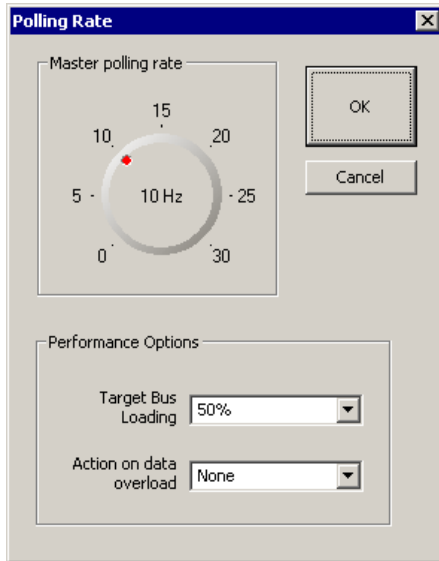 Polling Rate
Master polling rate
15
10
20
5
10 Hz
25
0
30
OK
Cancel
Performance Options
Target Bus
Loading
50%
Action on data
overload
None